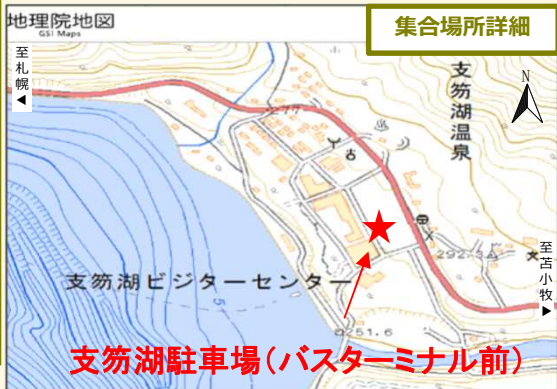 地理院地図
GSI Maps
集合場所詳細
至札幌◀
N
支笏湖温泉
277
292.5
至苫小牧▶
支笏湖ビジターセンター
5
251.6
支笏湖駐車場(バスターミナル前)